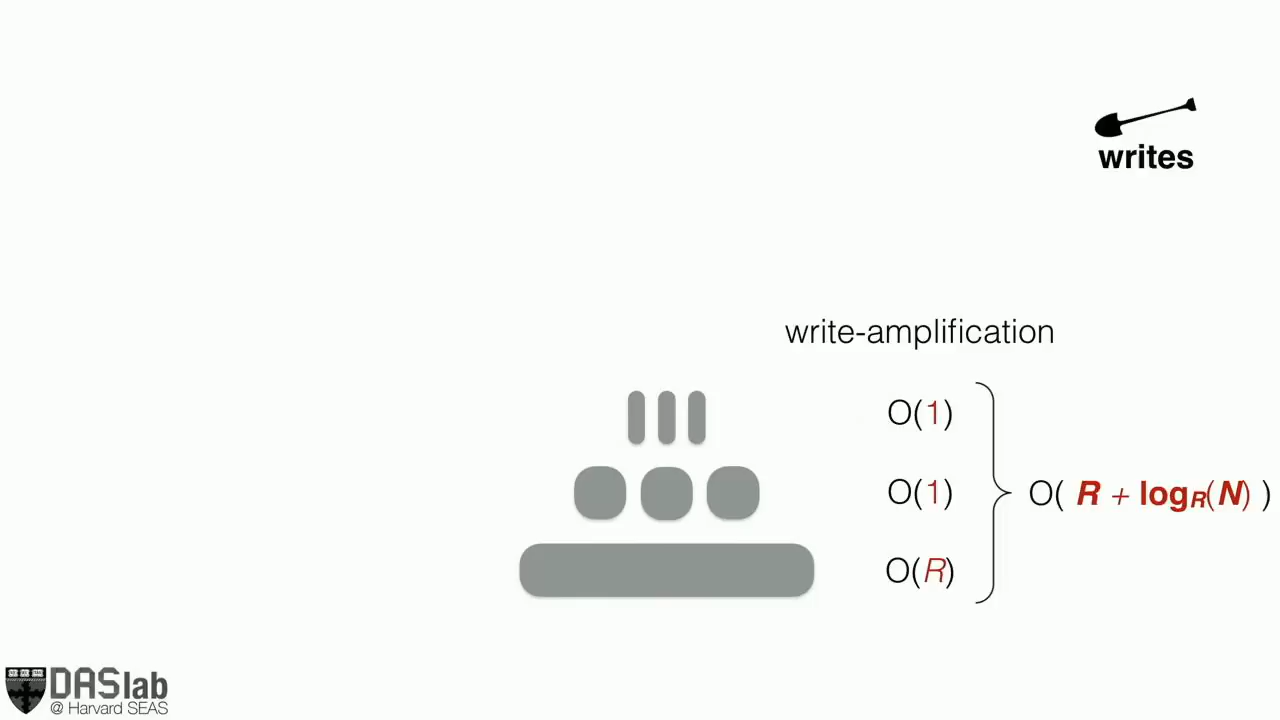 writes
write-amplification
O(1)
O(1)
O( R + logR(N) )
O(R)
DASlab
@ Harvard SEAS